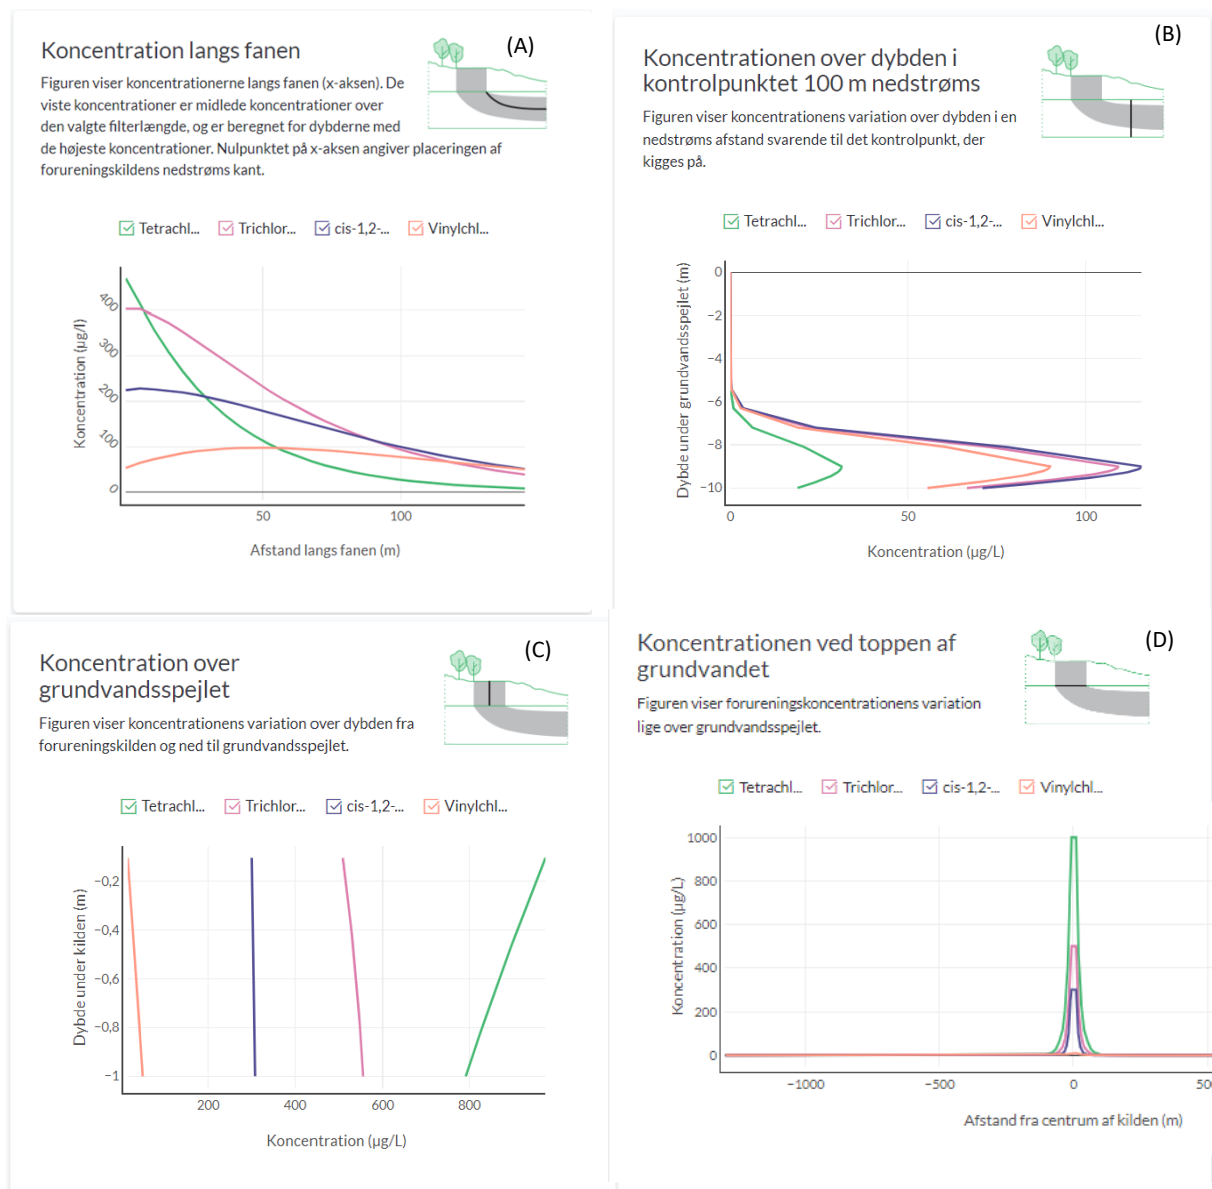 Koncentration langs fanen
(A)
Figuren viser koncentrationerne langs fanen (x-aksen). De
viste koncentrationer er midlede koncentrationer over
den valgte filterlængde, og er beregnet for dybderne med
de højeste koncentrationer. Nulpunktet på x-aksen angiver placeringen af
forureningskildens nedstrøms kant.
Tetrachl... Trichlor... cis-1,2-... Vinylchl...
Koncentration (µg/l)
400
300
200
100
0
50 100
Afstand langs fanen (m)
(B)
Koncentrationen over dybden i
kontrolpunktet 100 m nedstrøms
Figuren viser koncentrationens variation over dybden i en
nedstrøms afstand svarende til det kontrolpunkt, der
kigges på.
Tetrachl... Trichlor... cis-1,2-... Vinylchl...
Dybde under grundvandsspejlet (m)
0
−2
−4
−6
−8
−10
0 50 100
Koncentration (µg/L)
Koncentration over
grundvandsspejlet
(C)
Figuren viser koncentrationens variation over dybden fra
forureningskilden og ned til grundvandsspejlet.
Tetrachl... Trichlor... cis-1,2-... Vinylchl...
Dybde under kilden (m)
−0,2
−0,4
−0,6
−0,8
−1
200 400 600 800
Koncentration (µg/L)
Koncentrationen ved toppen af
grundvandet
(D)
Figuren viser forureningskoncentrationens variation
lige over grundvandsspejlet.
Tetrachl... Trichlor... cis-1,2-... Vinylchl...
Koncentration (µg/L)
1000
800
600
400
200
0
−1000 −500 0 50
Afstand fra centrum af kilden (m)